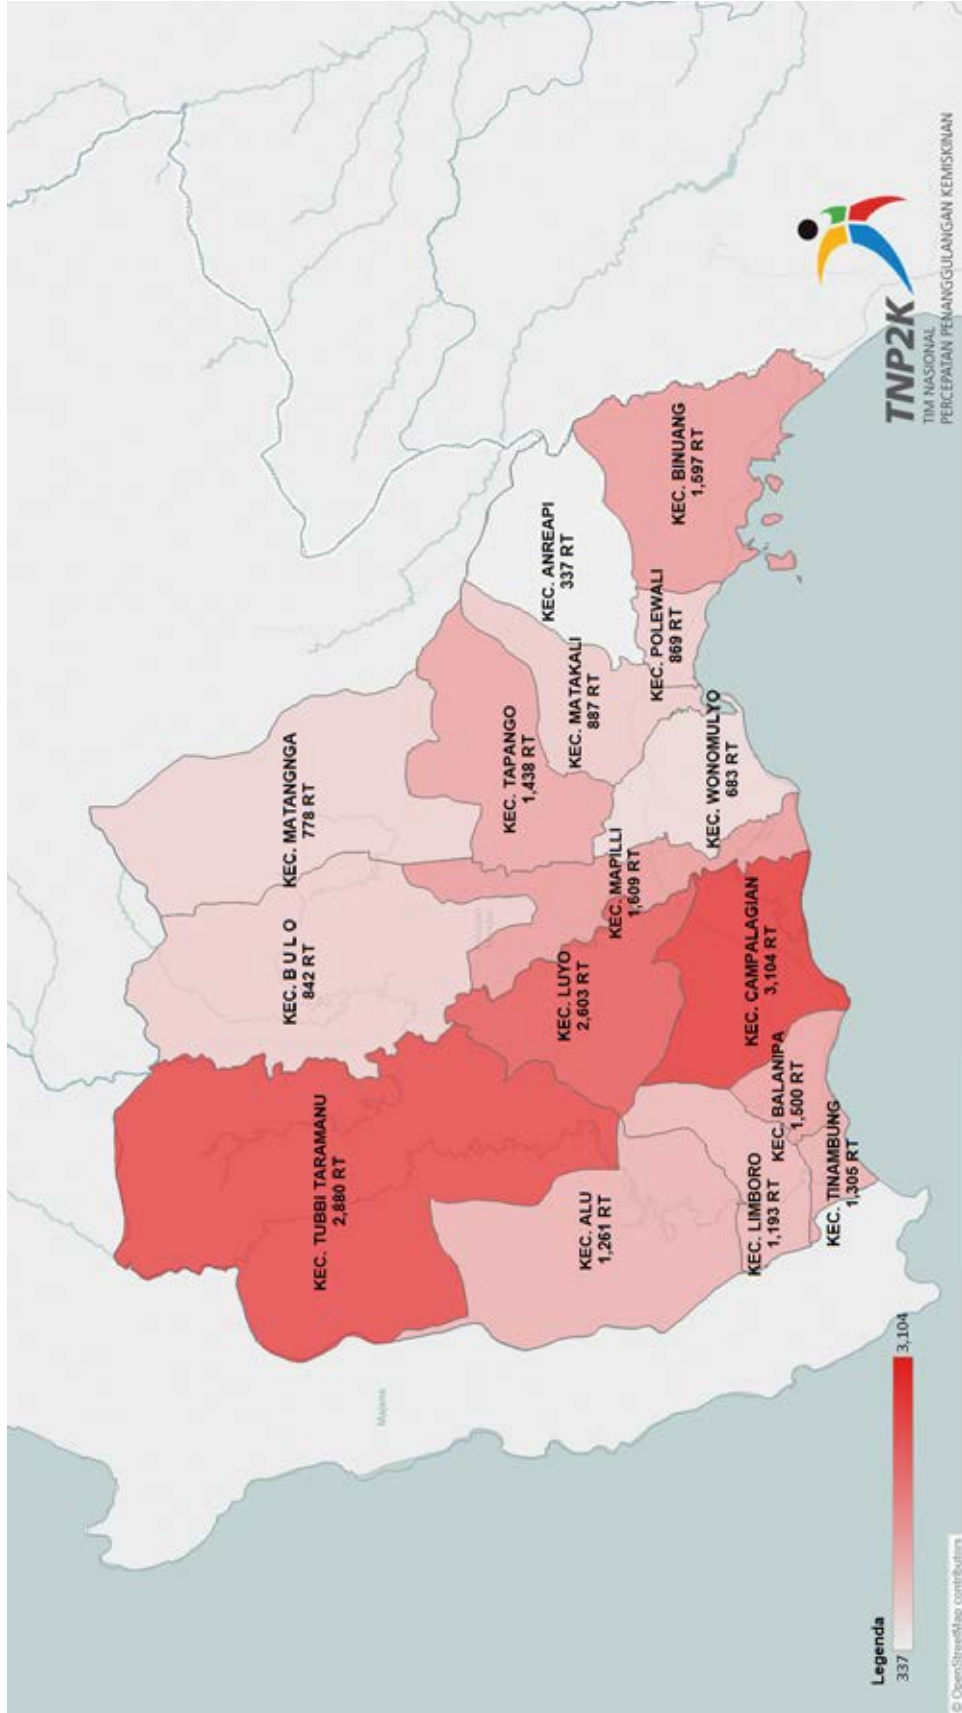 KEC. B U L O
842 RT
KEC. MATANGNGA
778 RT
KEC. TUBBI TARAMANU
2,880 RT
Majene
KEC. TAPANGO
1,438 RT
KEC. ANREAPI
337 RT
KEC. LUYO
2,603 RT
KEC. MATAKALI
887 RT
KEC. ALU
1,261 RT
KEC. MAPILLI
1,609 RT
KEC. POLEWALI
869 RT
KEC. BINUANG
1,597 RT
KEC. WONOMULYO
683 RT
KEC. CAMPALAGIAN
3,104 RT
KEC. LIMBORO
1,193 RT
KEC. BALANIPA
1,500 RT
KEC. TINAMBUNG
1,305 RT
Legenda
337
3,104
TNP2K
TIM NASIONAL
PERCEPATAN PENANGGULANGAN KEMISKINAN
© OpenStreetMap contributors